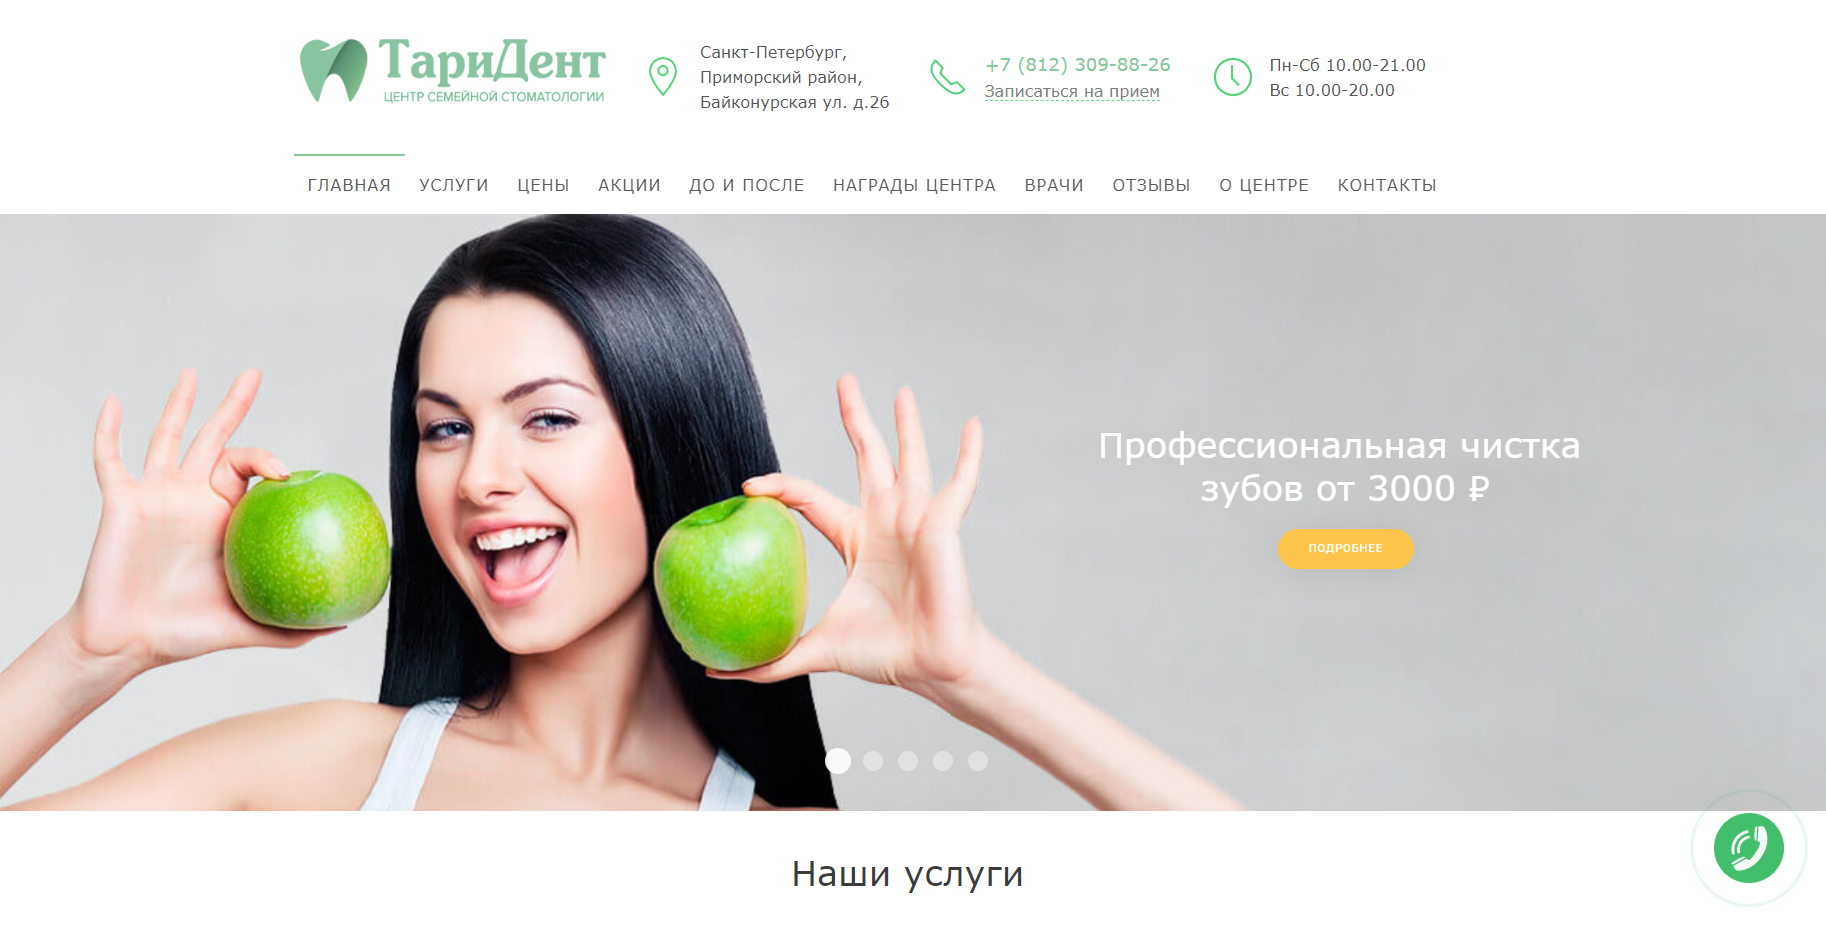 ТариДент
ЦЕНТР СЕМЕЙНОЙ СТОМАТОЛОГИИ
Санкт-Петербург,
Приморский район,
Байконурская ул. д.26
+7 (812) 309-88-26
Записаться на прием
Пн-Сб 10.00-21.00
Вс 10.00-20.00
ГЛАВНАЯ УСЛУГИ ЦЕНЫ АКЦИИ ДО И ПОСЛЕ НАГРАДЫ ЦЕНТРА ВРАЧИ ОТЗЫВЫ О ЦЕНТРЕ КОНТАКТЫ
Профессиональная чистка
зубов от 3000 ₽
ПОДРОБНЕЕ
Наши услуги